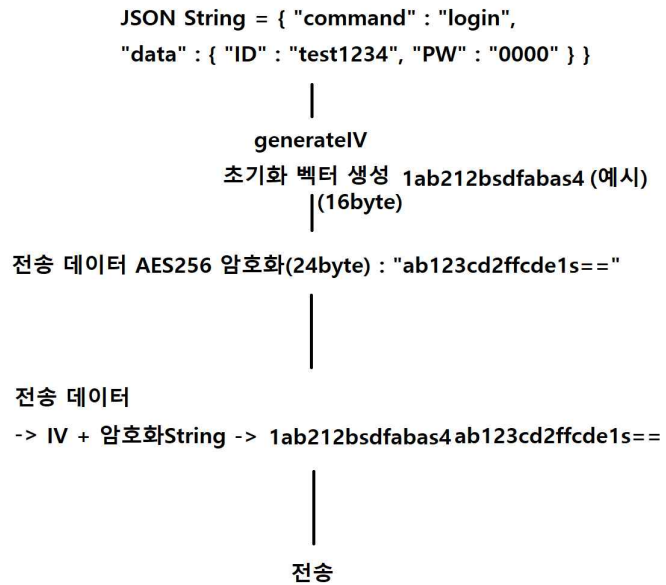 JSON String = { "command" : "login",
"data" : { "ID" : "test1234", "PW" : "0000" } }
generateIV
초기화 벡터 생성 1ab212bsdfabas4 (예시)
(16byte)
전송 데이터 AES256 암호화(24byte) : "ab123cd2ffcde1s=="
전송 데이터
-> IV + 암호화String -> 1ab212bsdfabas4 ab123cd2ffcde1s==
전송